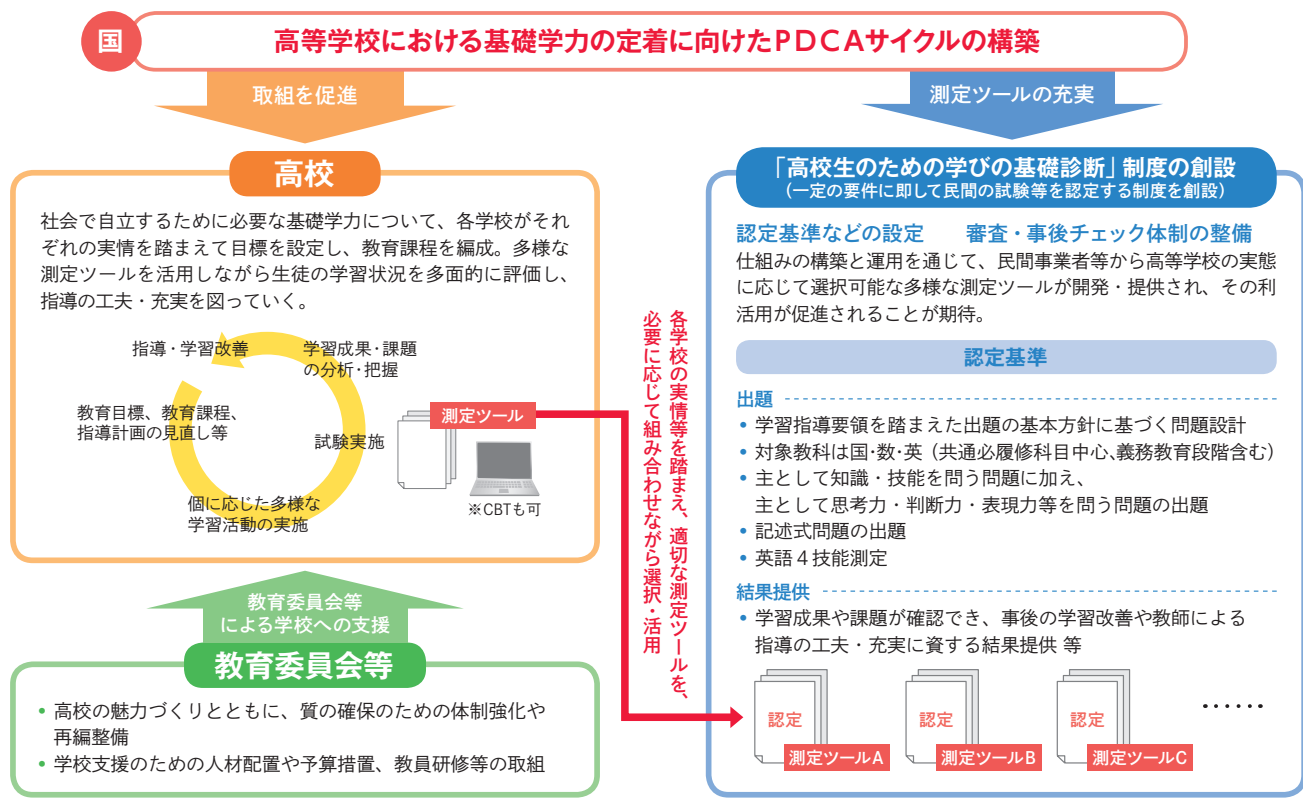 国
高等学校における基礎学力の定着に向けたPDCAサイクルの構築
取組を促進
測定ツールの充実
高校
社会で自立するために必要な基礎学力について、各学校がそれ
ぞれの実情を踏まえて目標を設定し、教育課程を編成。多様な
測定ツールを活用しながら生徒の学習状況を多面的に評価し、
指導の工夫・充実を図っていく。
指導・学習改善
学習成果・課題
の分析・把握
教育目標、教育課程、
指導計画の見直し等
試験実施
個に応じた多様な
学習活動の実施
測定ツール
※CBTも可
教育委員会等
による学校への支援
教育委員会等
• 高校の魅力づくりとともに、質の確保のための体制強化や
再編整備
• 学校支援のための人材配置や予算措置、教員研修等の取組
各学校の実情等を踏まえ、適切な測定ツールを、
必要に応じて組み合わせながら選択・活用
「高校生のための学びの基礎診断」制度の創設
(一定の要件に即して民間の試験等を認定する制度を創設)
認定基準などの設定　審査・事後チェック体制の整備
仕組みの構築と運用を通じて、民間事業者等から高等学校の実態
に応じて選択可能な多様な測定ツールが開発・提供され、その利
活用が促進されることが期待。
認定基準
出題
• 学習指導要領を踏まえた出題の基本方針に基づく問題設計
• 対象教科は国・数・英（共通必履修科目中心、義務教育段階含む）
• 主として知識・技能を問う問題に加え、
主として思考力・判断力・表現力等を問う問題の出題
• 記述式問題の出題
• 英語４技能測定
結果提供
• 学習成果や課題が確認でき、事後の学習改善や教師による
指導の工夫・充実に資する結果提供 等
認定
測定ツールA
認定
測定ツールB
認定
測定ツールC
……